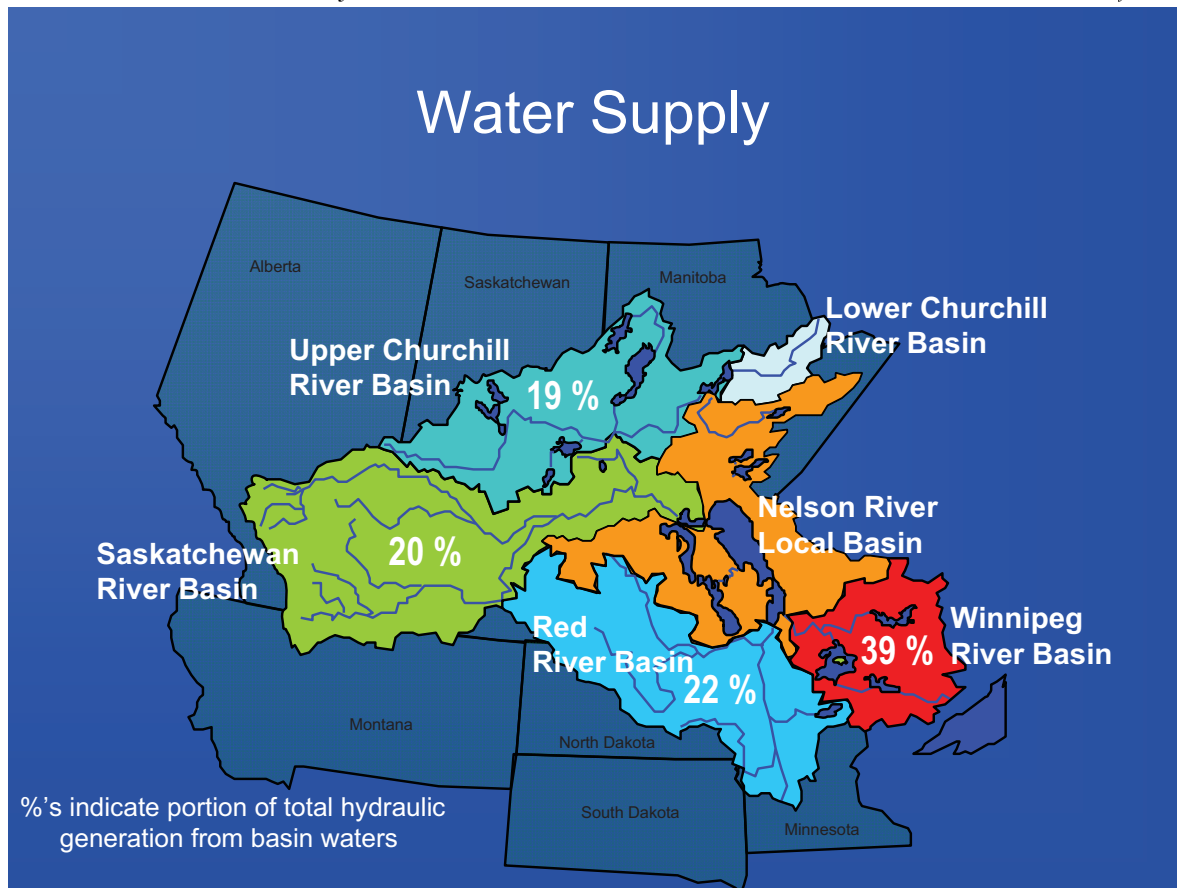 Water Supply
Alberta
Saskatchewan
Manitoba
Lower Churchill
River Basin
Upper Churchill
River Basin
19 %
Nelson River
Local Basin
Saskatchewan
River Basin
20 %
Red
River Basin
22 %
Winnipeg
River Basin
39 %
Montana
North Dakota
South Dakota
Minnesota
%'s indicate portion of total hydraulic
generation from basin waters